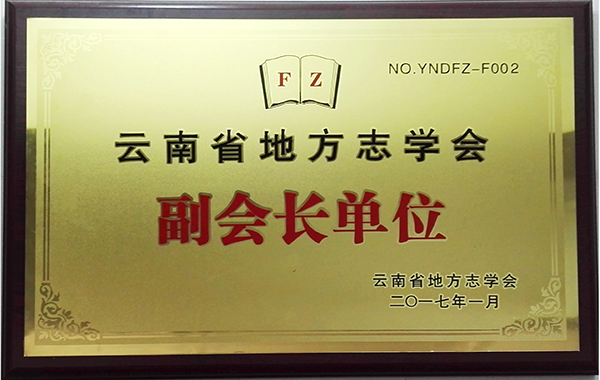 F Z
NO.YNDFZ-F002
云南省地方志学会
副会长单位
云南省地方志学会
二〇一七年一月